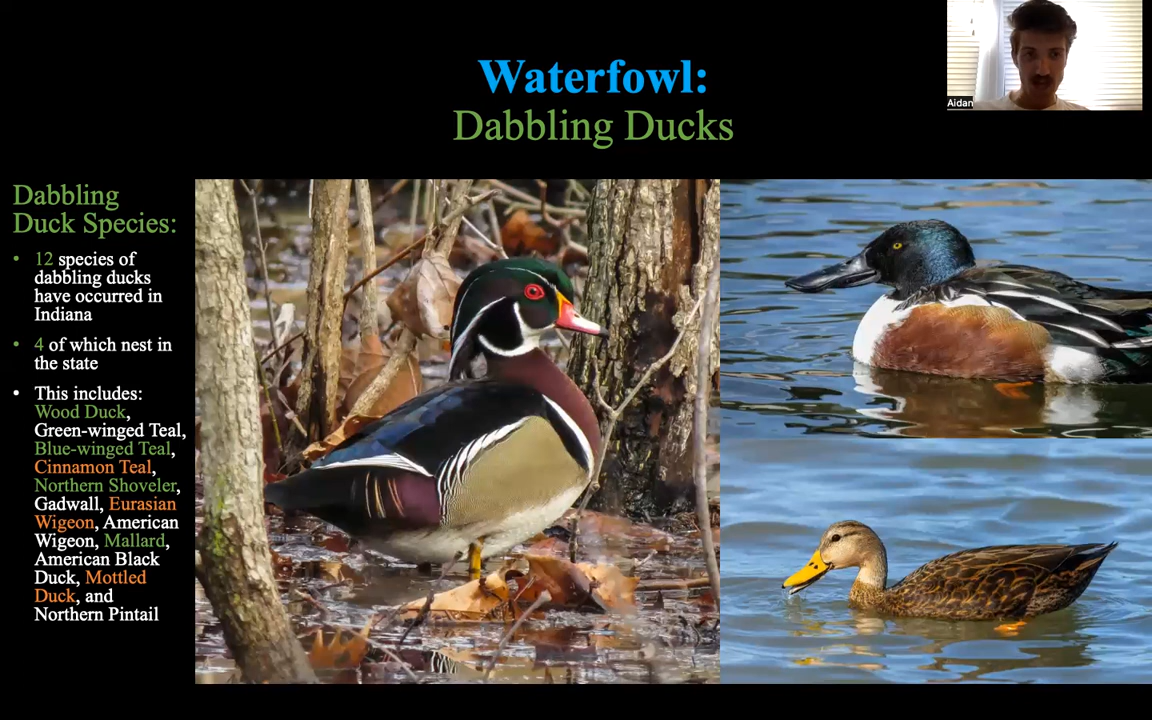 Waterfowl:
Dabbling Ducks
Aidan
Dabbling
Duck Species:
• 12 species of
dabbling ducks
have occurred in
Indiana
• 4 of which nest in
the state
• This includes:
Wood Duck,
Green-winged Teal,
Blue-winged Teal,
Cinnamon Teal,
Northern Shoveler,
Gadwall, Eurasian
Wigeon, American
Wigeon, Mallard,
American Black
Duck, Mottled
Duck, and
Northern Pintail